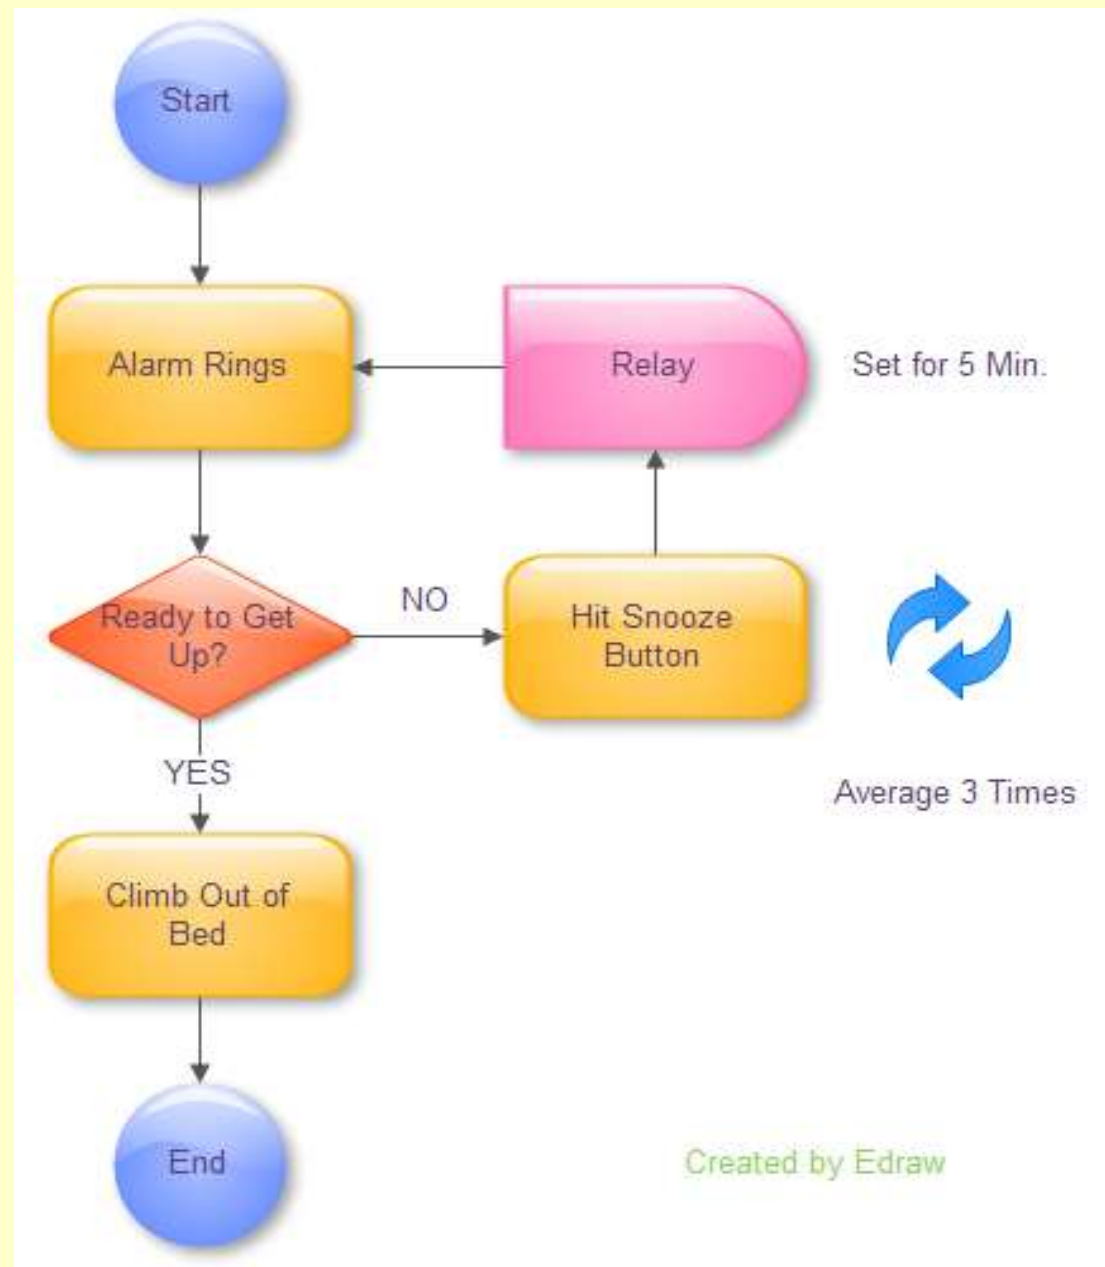 Start
Alarm Rings
Relay
Set for 5 Min.
Ready to Get
Up?
NO
Hit Snooze
Button
YES
Average 3 Times
Climb Out of
Bed
End
Created by Edraw